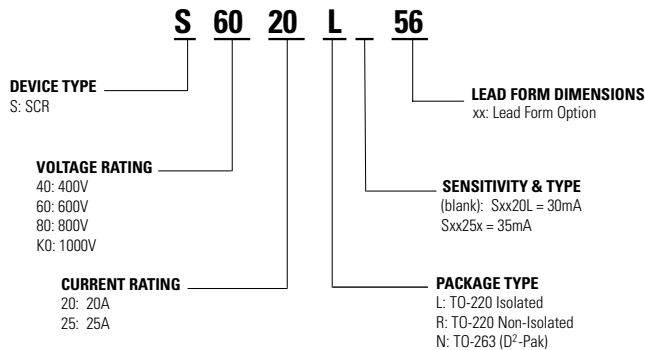 S 60 20 L _ 56
DEVICE TYPE
S: SCR
VOLTAGE RATING
40: 400V
60: 600V
80: 800V
K0: 1000V
CURRENT RATING
20: 20A
25: 25A
LEAD FORM DIMENSIONS
xx: Lead Form Option
SENSITIVITY & TYPE
(blank): Sxx20L = 30mA
Sxx25x = 35mA
PACKAGE TYPE
L: TO-220 Isolated
R: TO-220 Non-Isolated
N: TO-263 (D²-Pak)